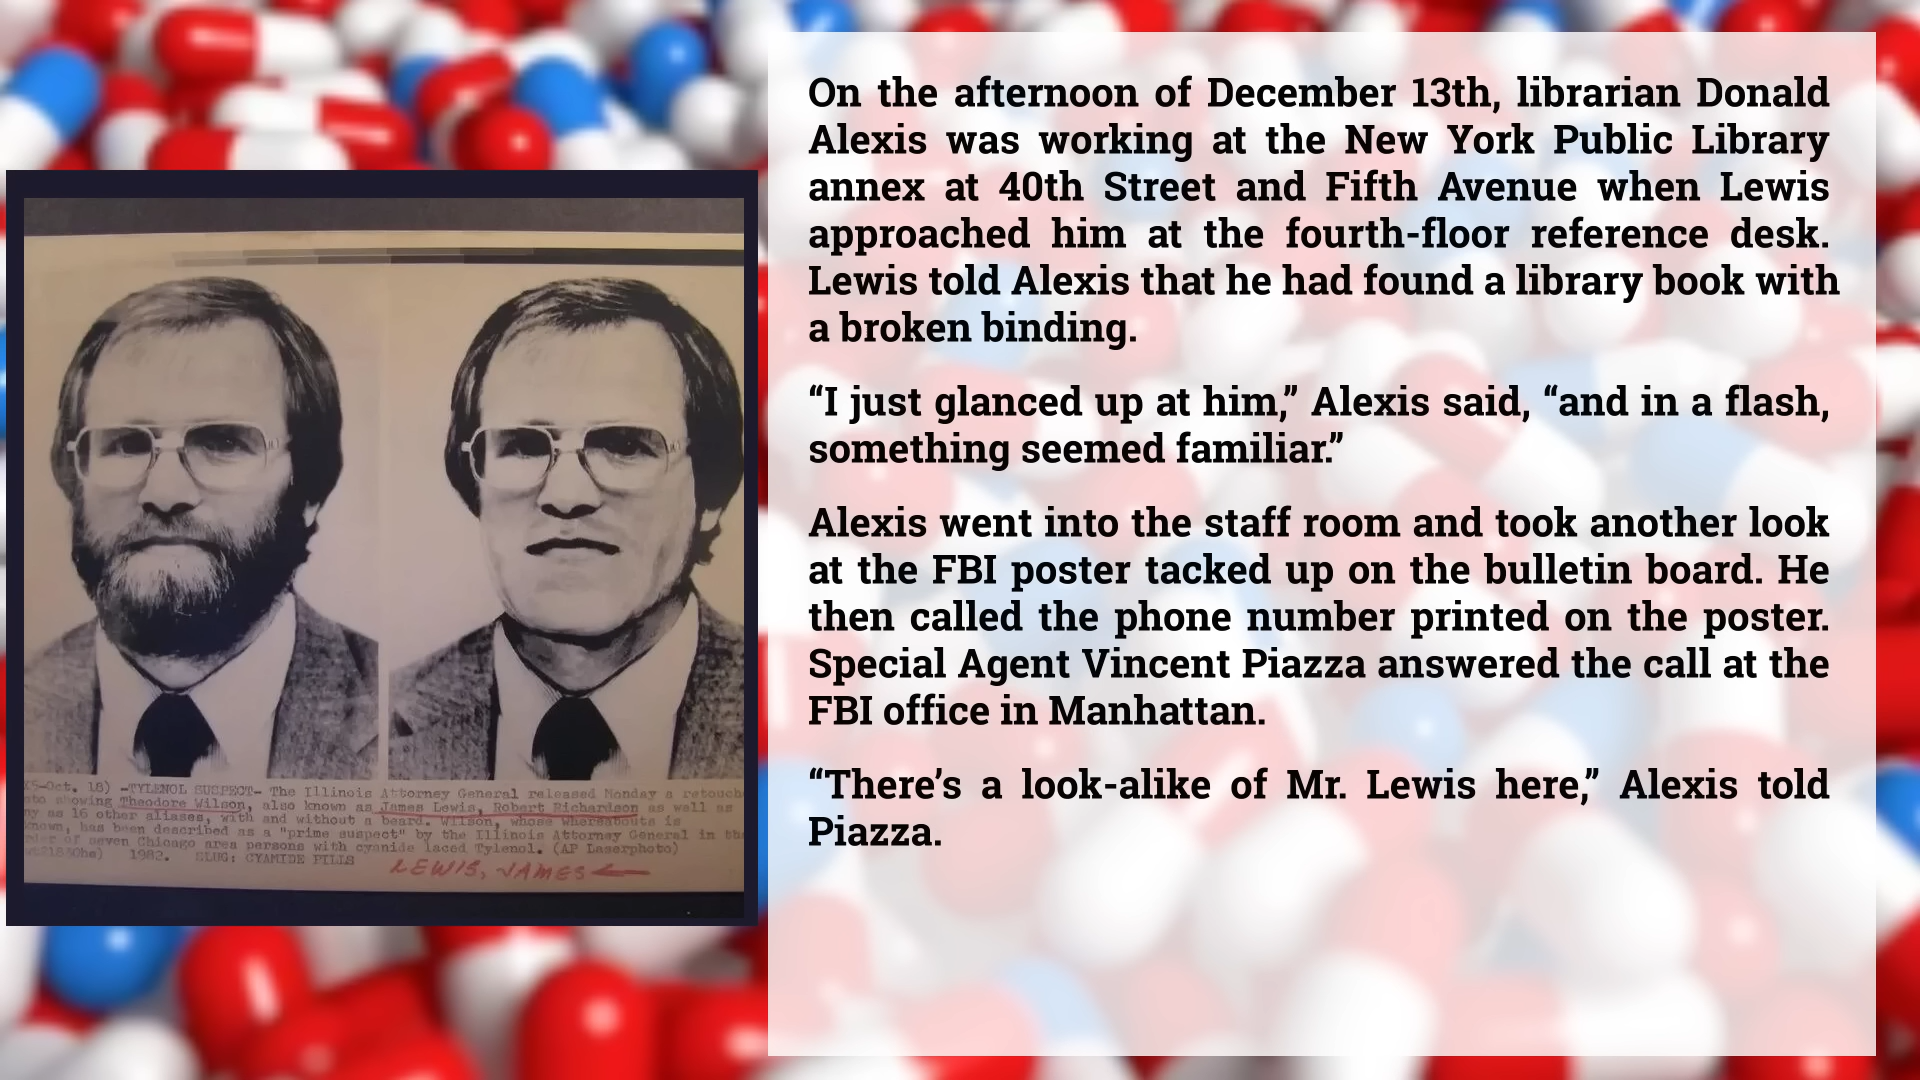 On the afternoon of December 13th, librarian Donald
Alexis was working at the New York Public Library
annex at 40th Street and Fifth Avenue when Lewis
approached him at the fourth-floor reference desk.
Lewis told Alexis that he had found a library book with
a broken binding.
“I just glanced up at him,” Alexis said, “and in a flash,
something seemed familiar.”
Alexis went into the staff room and took another look
at the FBI poster tacked up on the bulletin board. He
then called the phone number printed on the poster.
Special Agent Vincent Piazza answered the call at the
FBI office in Manhattan.
“There’s a look-alike of Mr. Lewis here,” Alexis told
Piazza.
Oct. 18) -TYLENOL SUSPECT- The Illinois Attorney General released Monday a retouch
showing Theodore Wilson, also known as James Lewis, Robert Richardson as well as
as 16 other aliases, with and without a beard. Wilson, whose whereabouts is
known, has been described as a "prime suspect" by the Illinois Attorney General in the
of seven Chicago area persons with cyanide laced Tylenol. (AP Laserphoto)
1982. SLUG: CYANIDE PILLS
LEWIS, JAMES